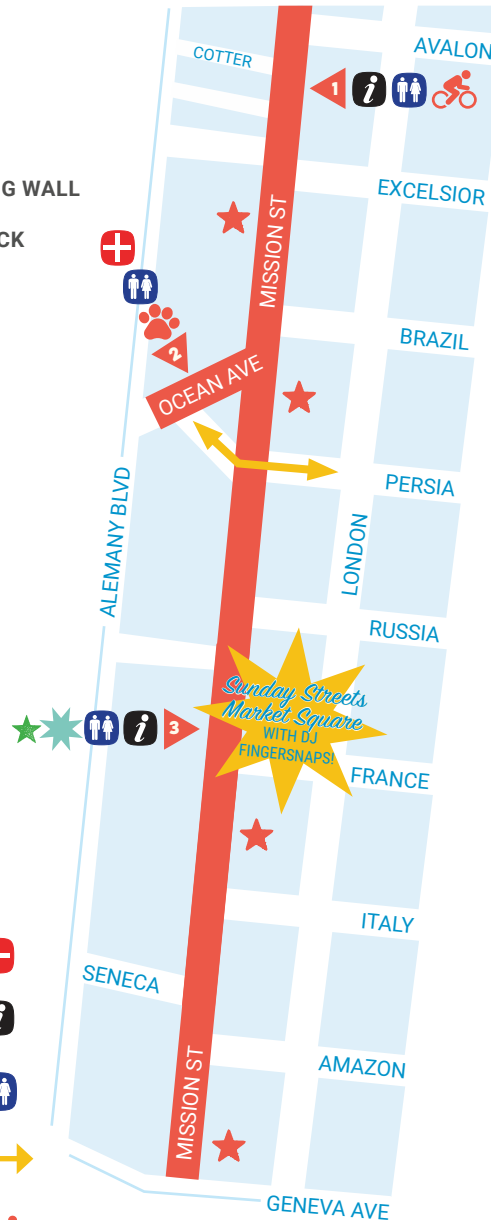 COTTER
AVALON
1
i
G WALL
EXCELSIOR
CK
MISSION ST
BRAZIL
2
OCEAN AVE
PERSIA
ALEMANY BLVD
LONDON
RUSSIA
Sunday Streets
Market Square
WITH DJ
FINGERSNAPS!
i
3
FRANCE
ITALY
SENECA
i
AMAZON
MISSION ST
GENEVA AVE